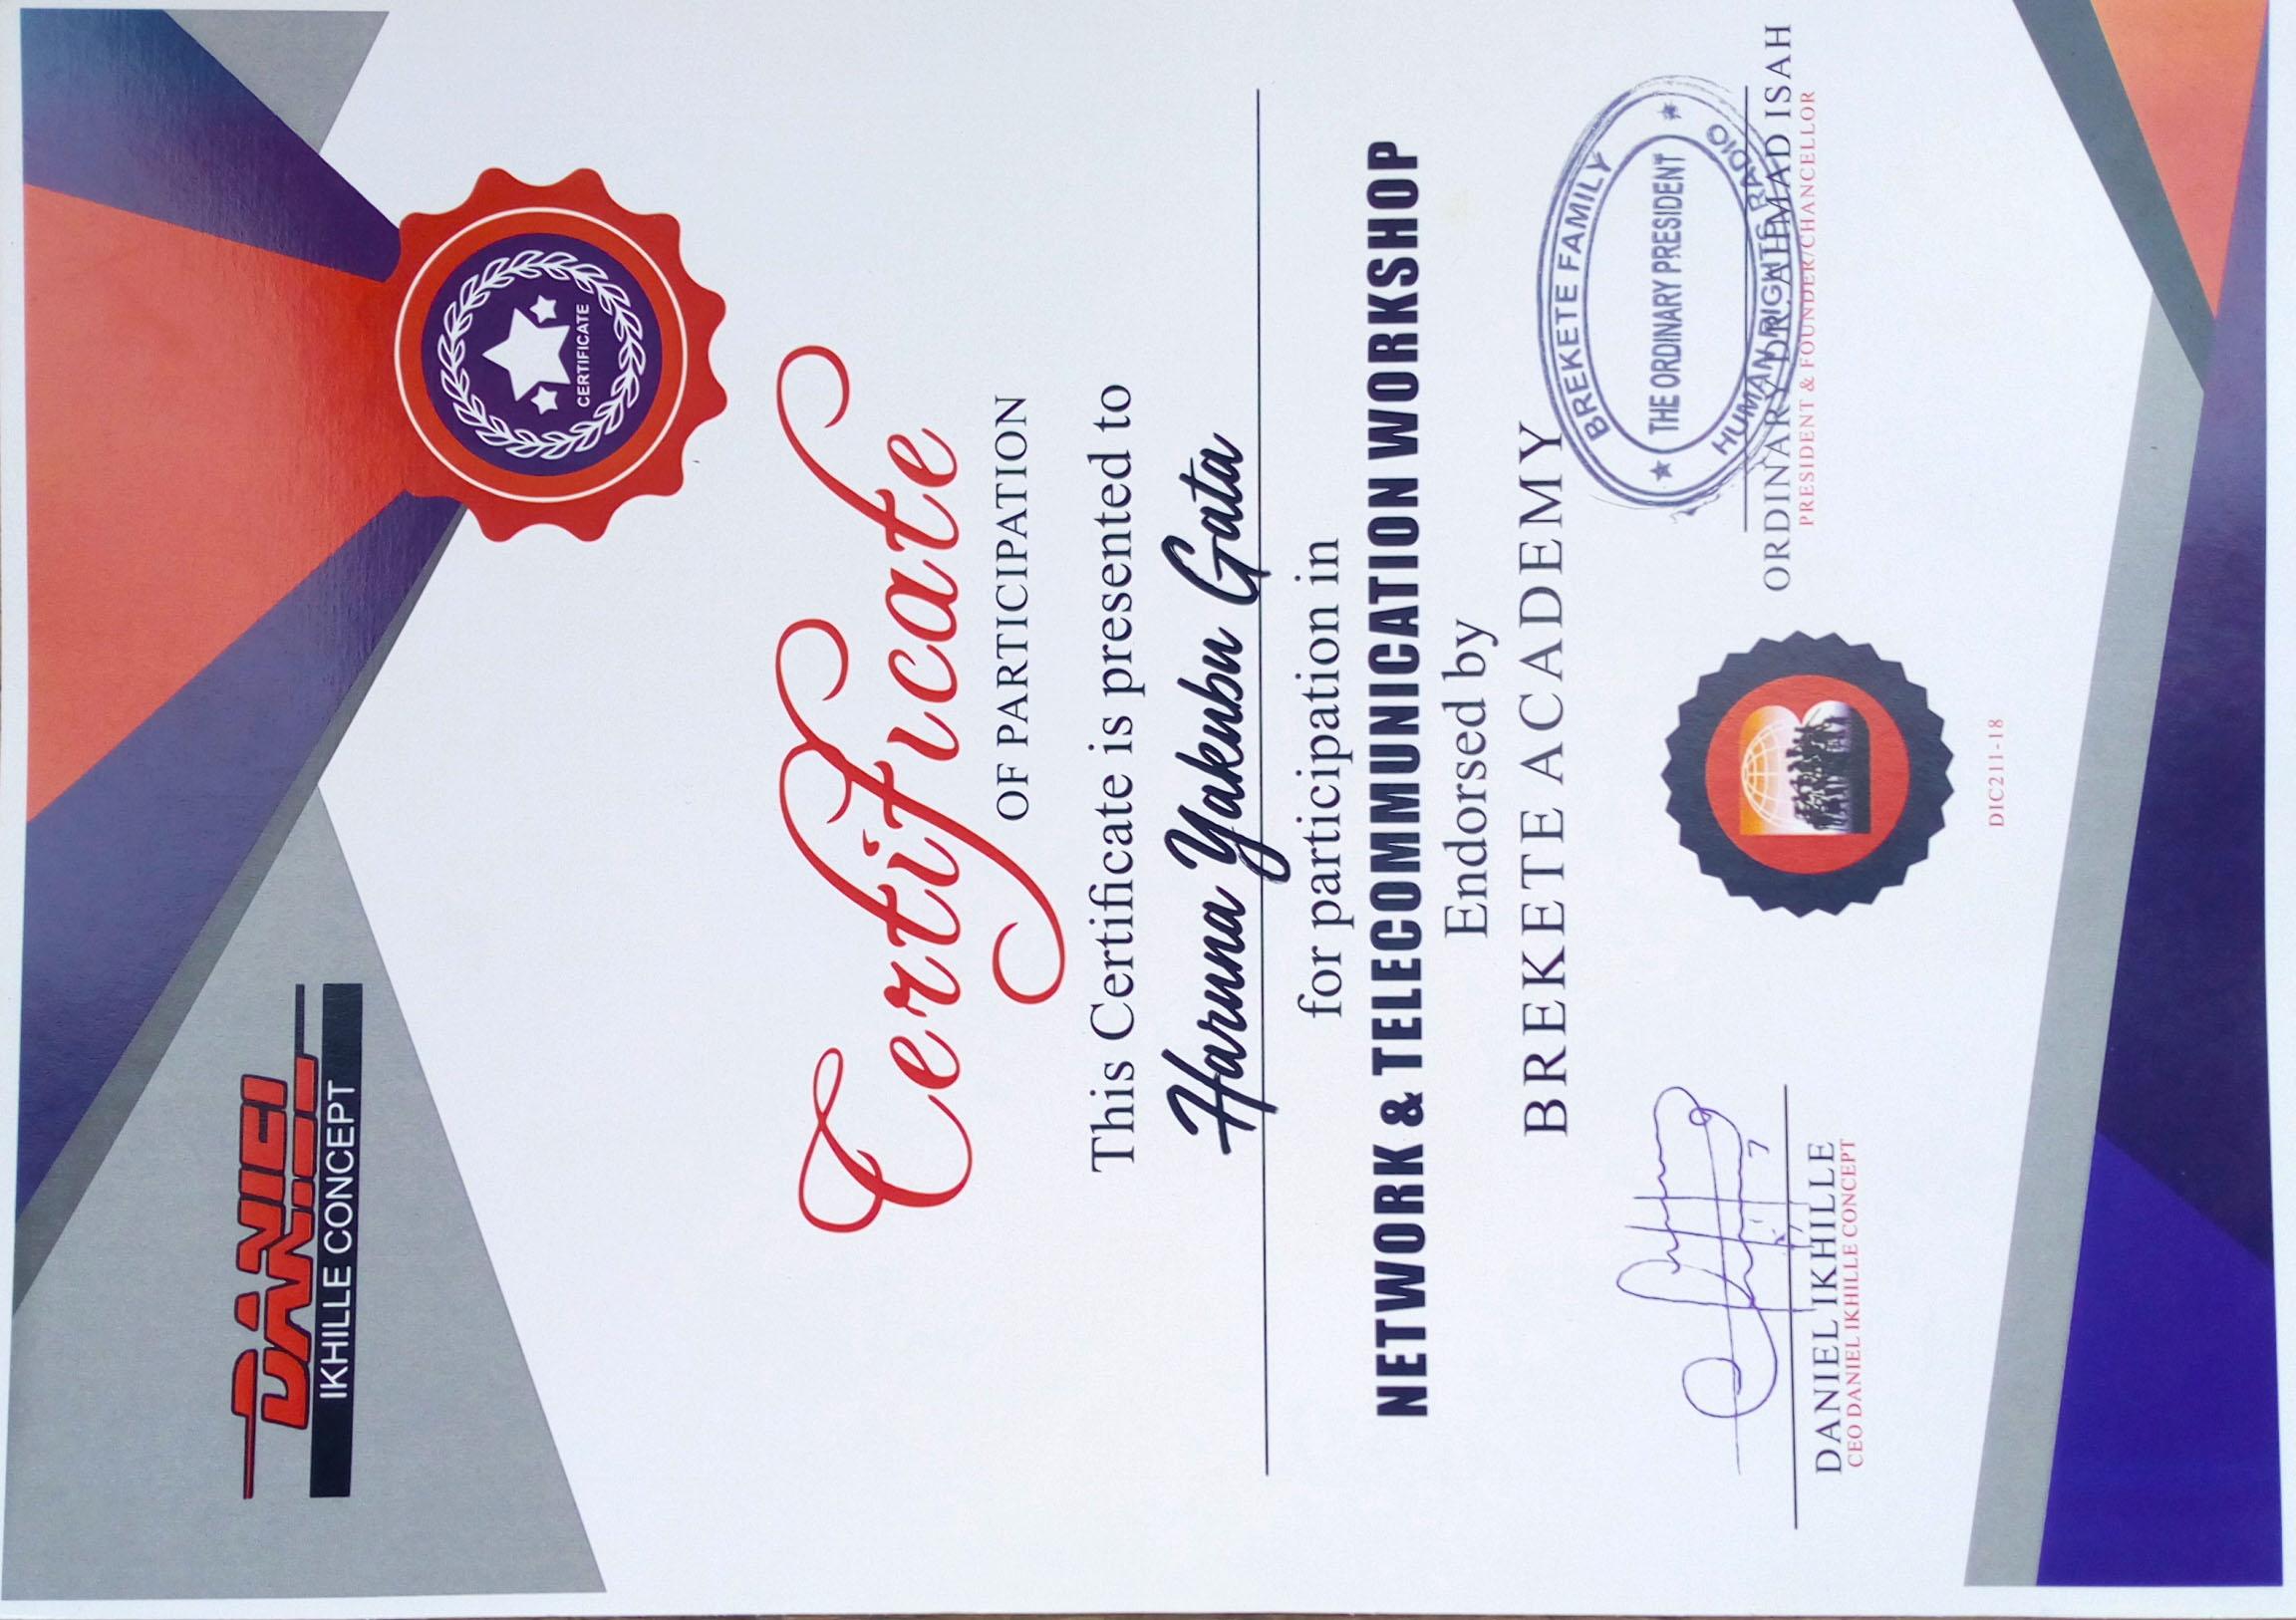 DANIEL
IKHILLE CONCEPT
CERTIFICATE
Certificate
OF PARTICIPATION
This Certificate is presented to
Haruna Yakubu Gata
for participation in
NETWORK & TELECOMMUNICATION WORKSHOP
Endorsed by
BREKETE ACADEMY
BREKETE FAMILY
THE ORDINARY PRESIDENT
HUMAN RIGHTS RADIO
DANIEL IKHILLE
CEO DANIEL IKHILLE CONCEPT
B
ORDINARY DR. AHMAD ISAH
PRESIDENT & FOUNDER/CHANCELLOR
DIC211-18